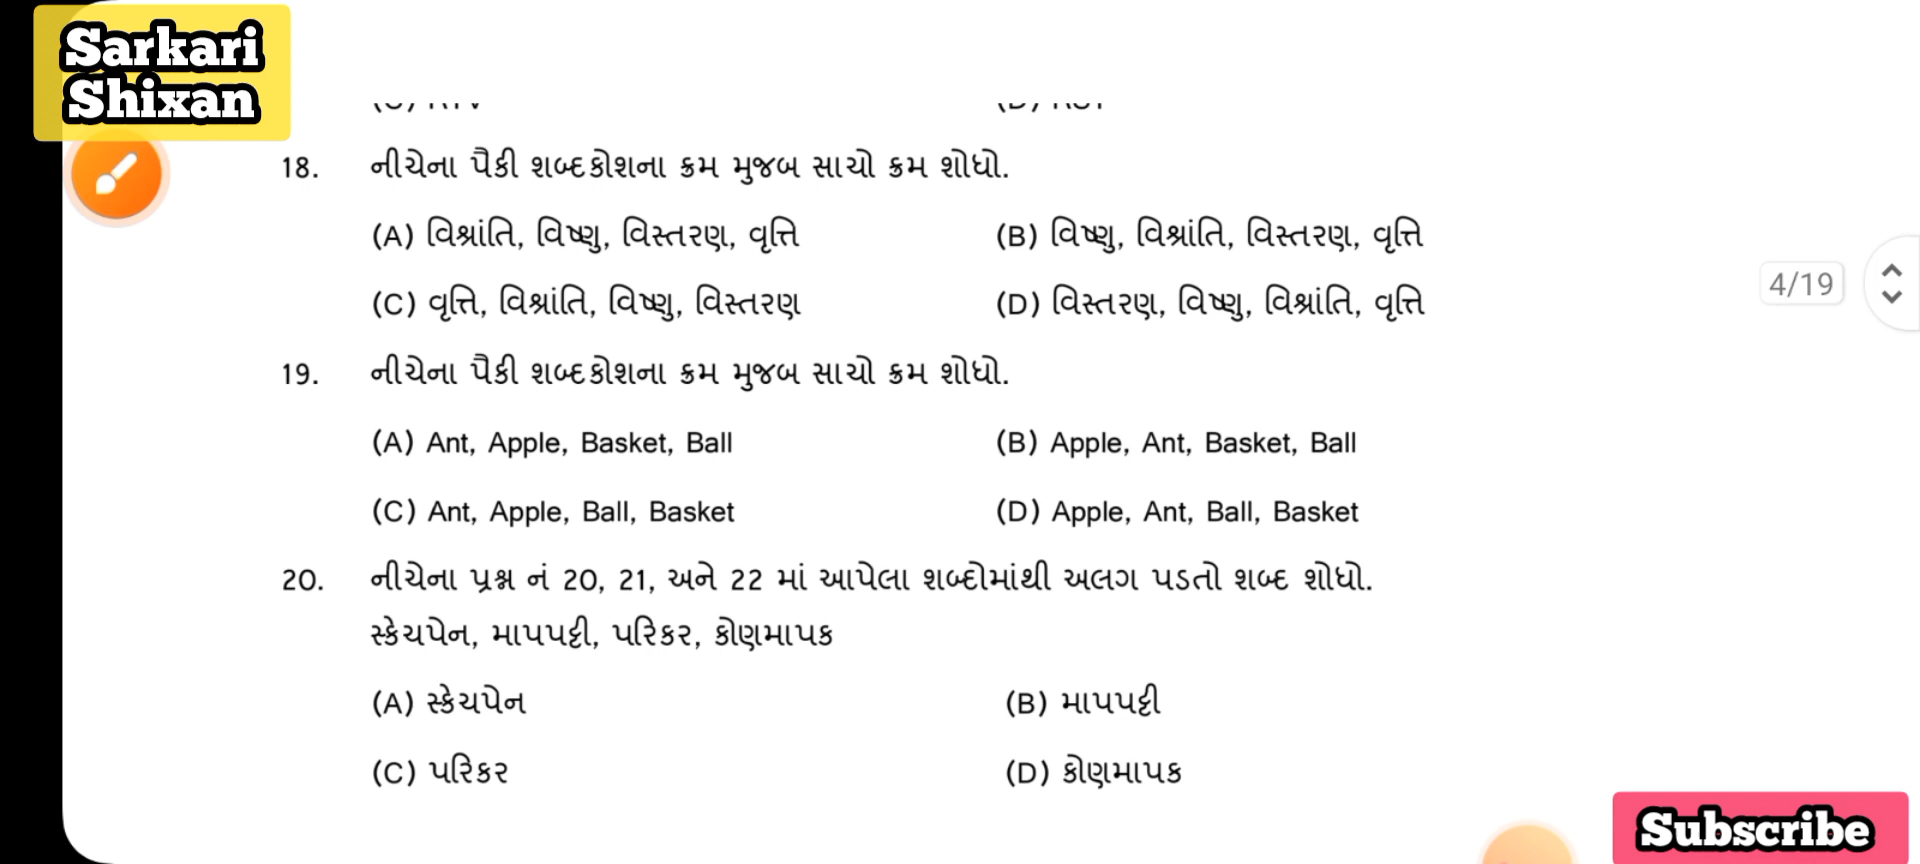 Sarkari
Shixan
18. નીચેના પૈકી શબ્દકોશના ક્રમ મુજબ સાચો ક્રમ શોધો.
(A) વિશ્રાંતિ, વિષ્ણુ, વિસ્તરણ, વૃત્તિ (B) વિષ્ણુ, વિશ્રાંતિ, વિસ્તરણ, વૃત્તિ
4/19
(C) વૃત્તિ, વિશ્રાંતિ, વિષ્ણુ, વિસ્તરણ (D) વિસ્તરણ, વિષ્ણુ, વિશ્રાંતિ, વૃત્તિ
19. નીચેના પૈકી શબ્દકોશના ક્રમ મુજબ સાચો ક્રમ શોધો.
(A) Ant, Apple, Basket, Ball (B) Apple, Ant, Basket, Ball
(C) Ant, Apple, Ball, Basket (D) Apple, Ant, Ball, Basket
20. નીચેના પ્રશ્ન નં 20, 21, અને 22 માં આપેલા શબ્દોમાંથી અલગ પડતો શબ્દ શોધો.
સ્કેચપેન, માપપટ્ટી, પરિકર, કોણમાપક
(A) સ્કેચપેન (B) માપપટ્ટી
(C) પરિકર (D) કોણમાપક
Subscribe